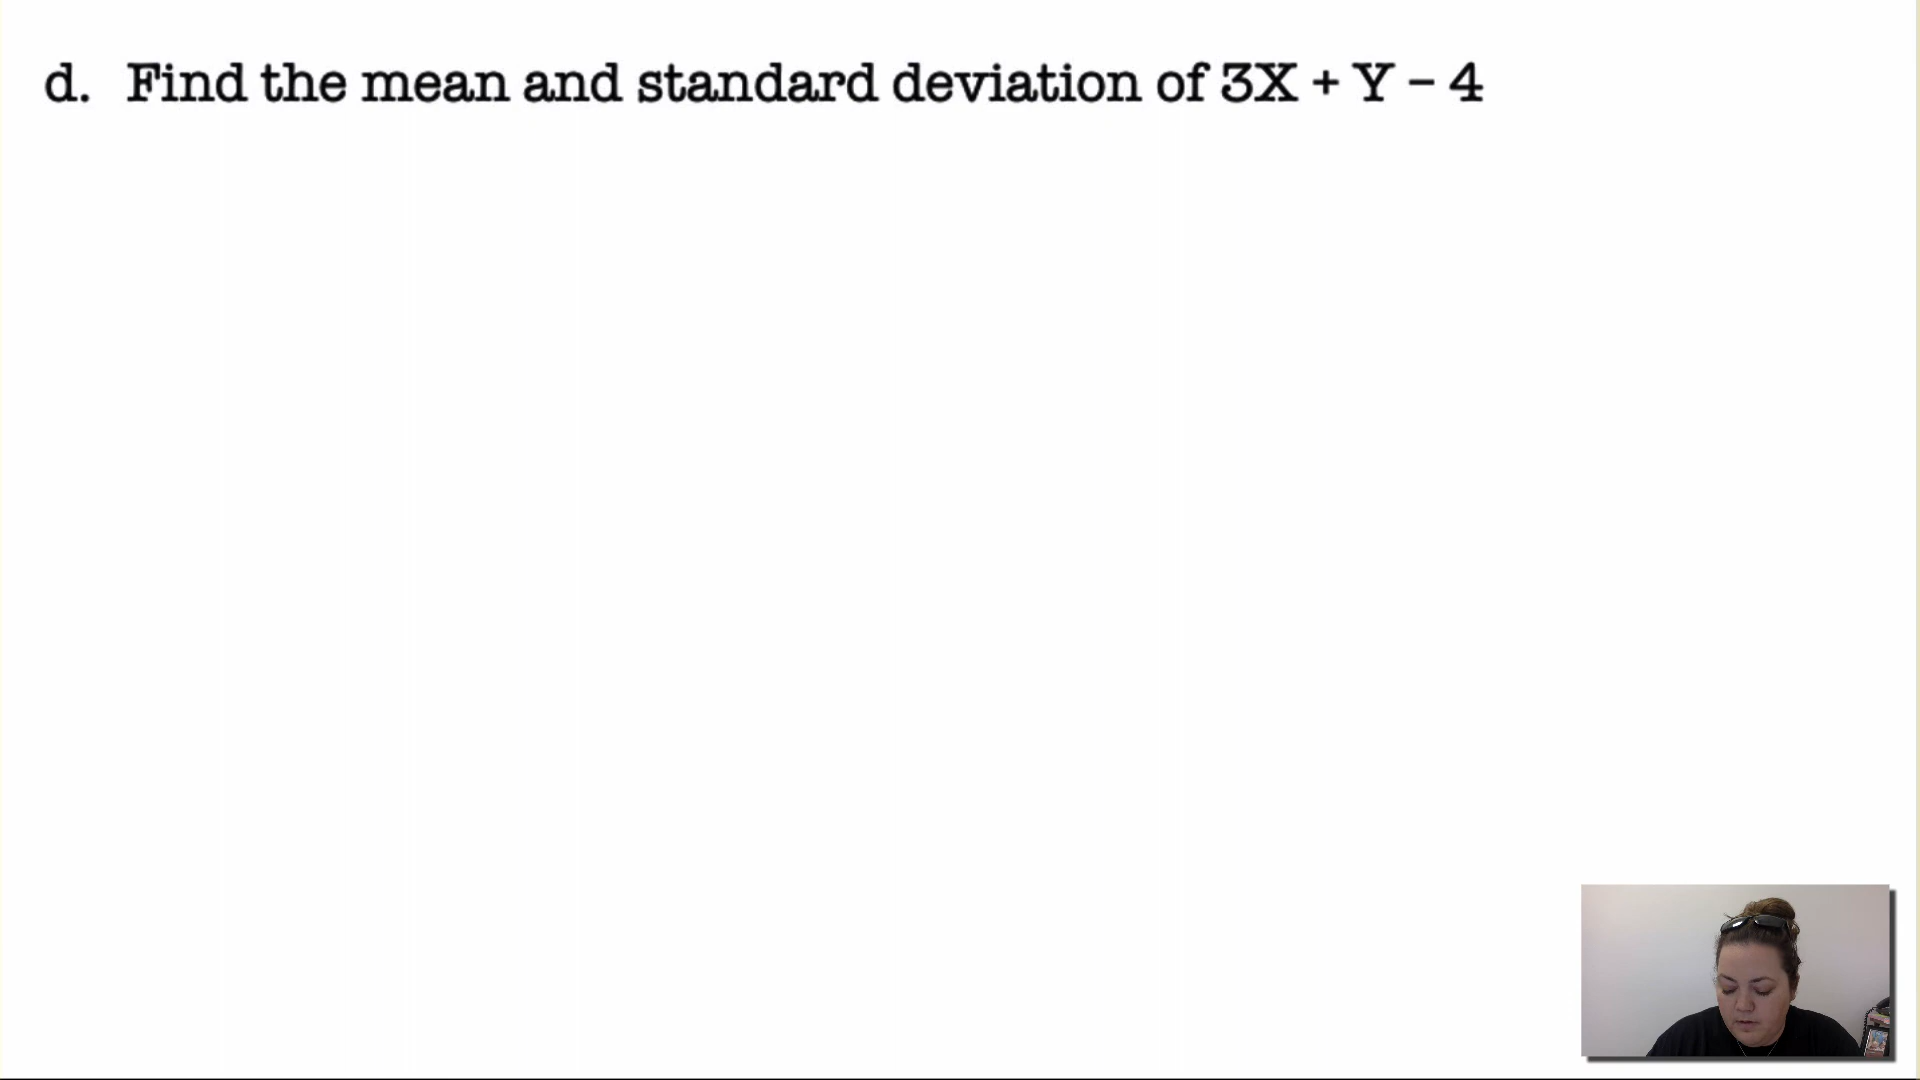 d. Find the mean and standard deviation of 3X + Y – 4